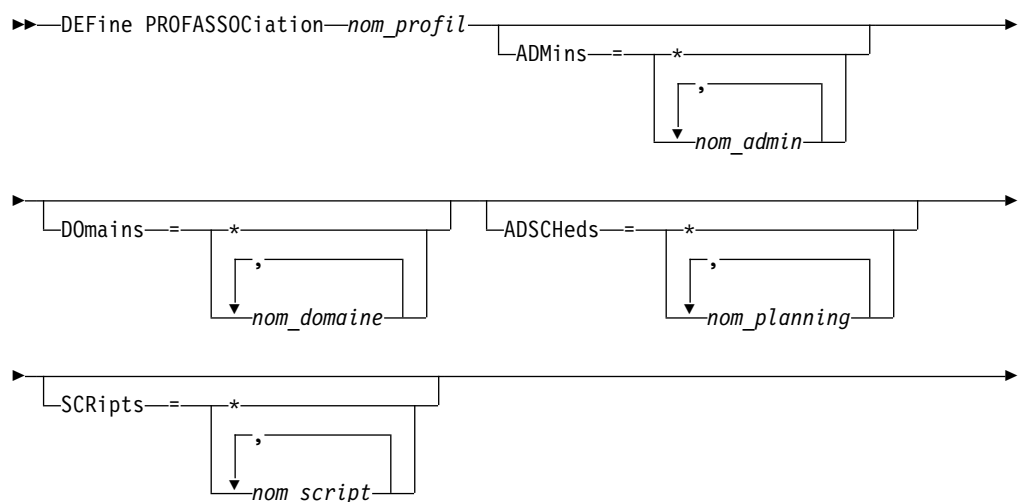 DEFine PROFASSOCiation nom_profil
ADMins = *
,
nom_admin
DOmains = *
,
nom_domaine
ADSCHeds = *
,
nom_planning
SCRipts = *
,
nom_script